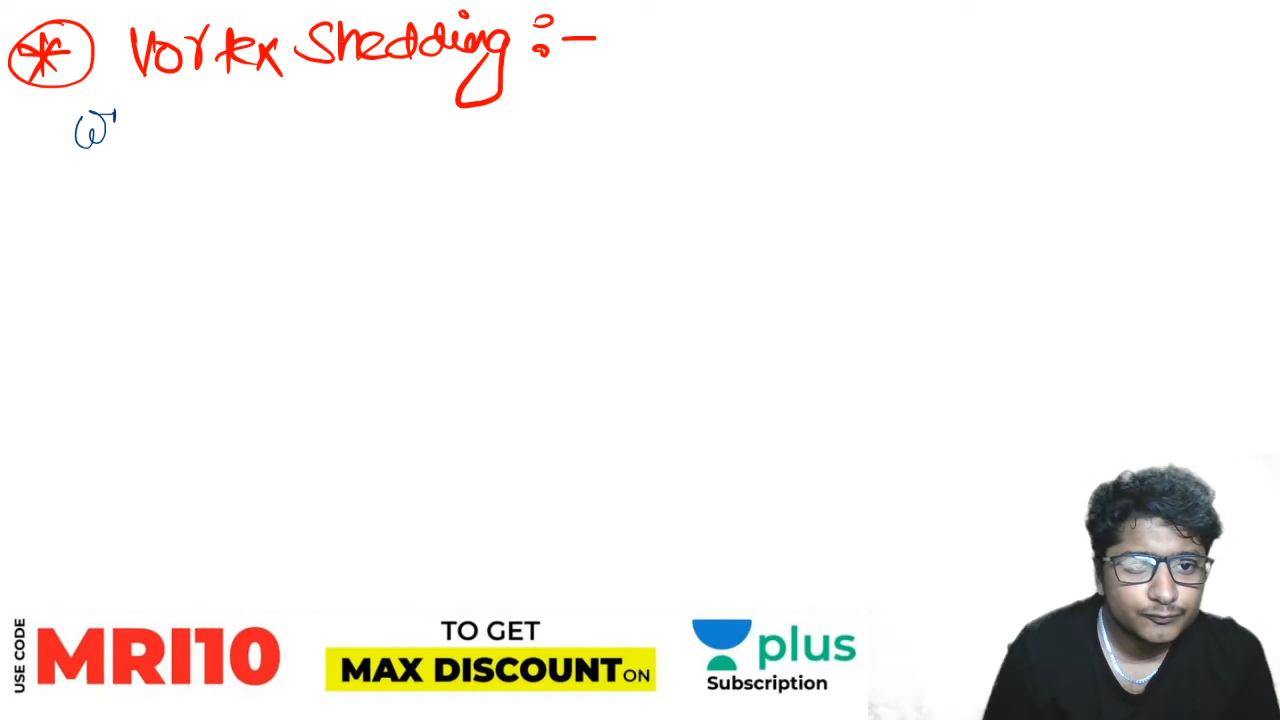 * Vortex Shedding :-
USE CODE
MRI10
TO GET
MAX DISCOUNT ON
plus
Subscription